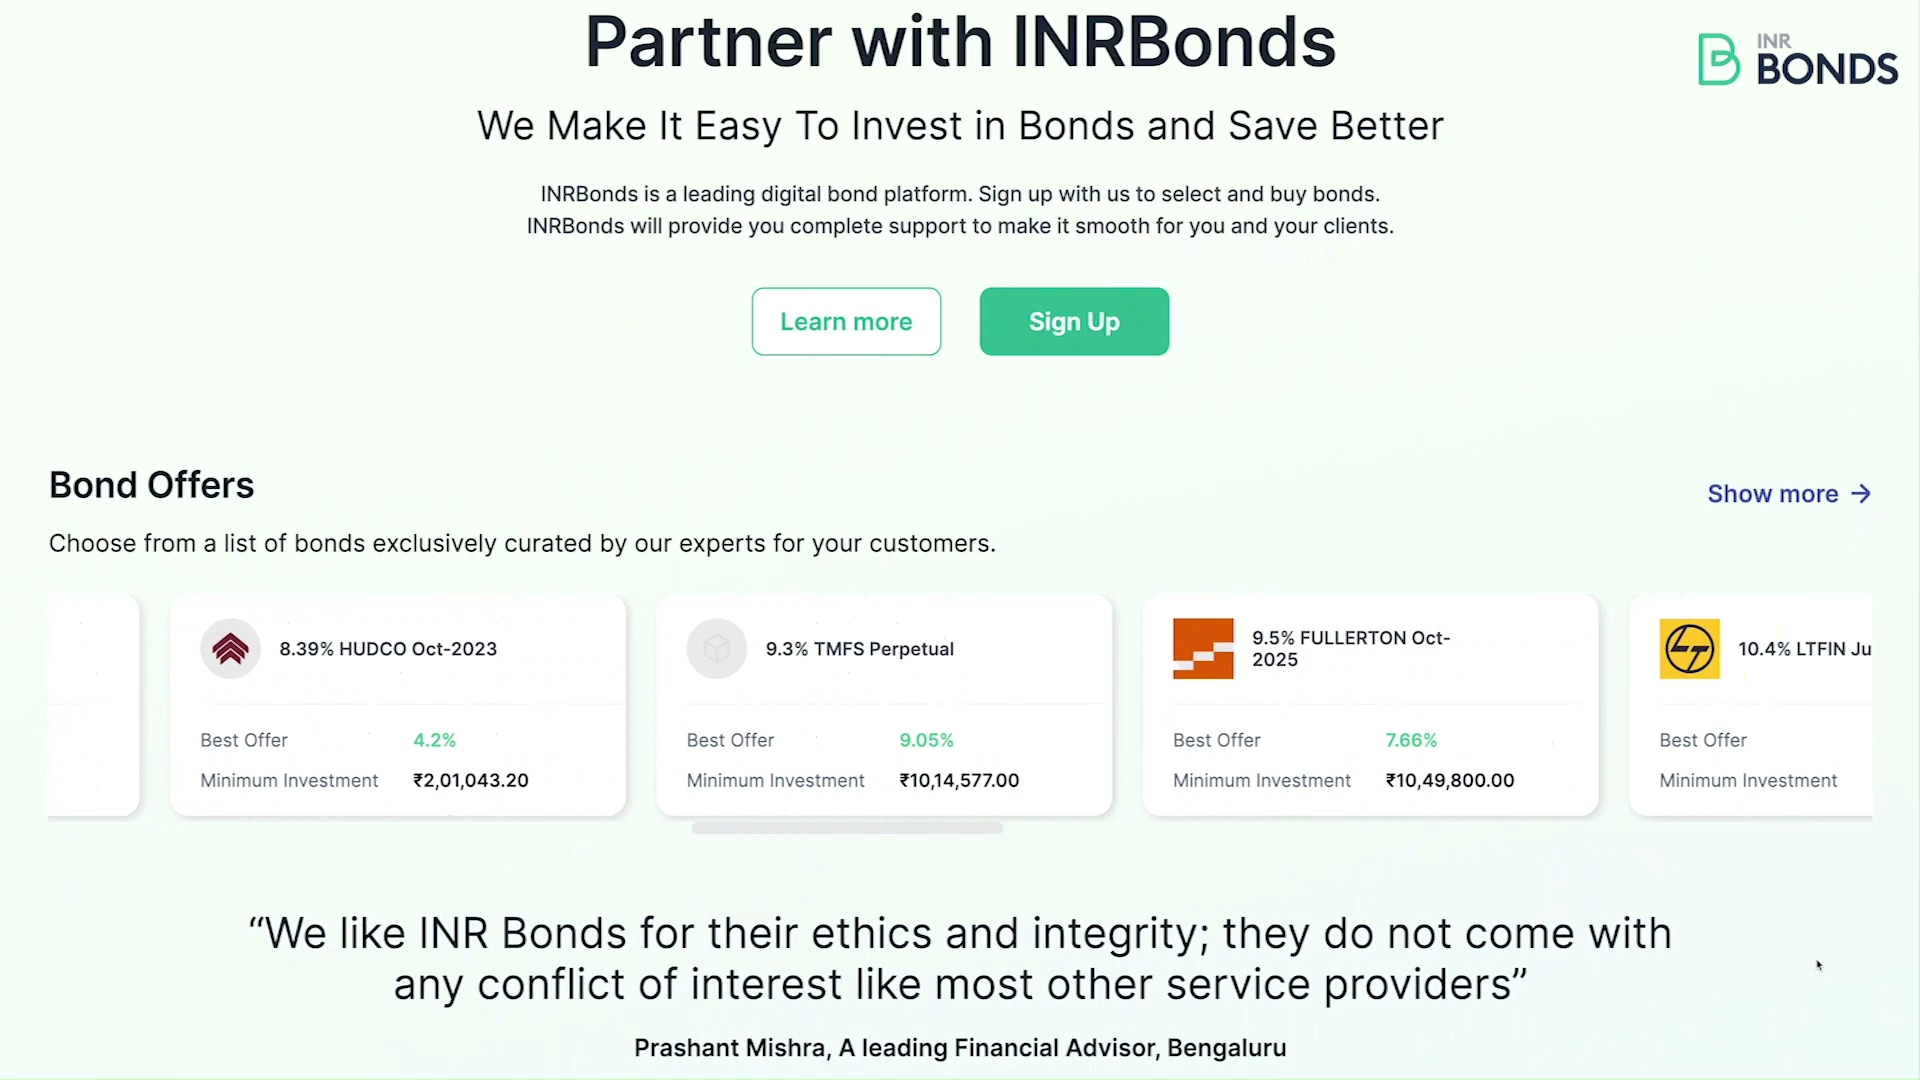 Partner with INRBonds
INR
BONDS
We Make It Easy To Invest in Bonds and Save Better
INRBonds is a leading digital bond platform. Sign up with us to select and buy bonds.
INRBonds will provide you complete support to make it smooth for you and your clients.
Learn more
Sign Up
Bond Offers
Show more
Choose from a list of bonds exclusively curated by our experts for your customers.
8.39% HUDCO Oct-2023
Best Offer 4.2%
Minimum Investment ₹2,01,043.20
9.3% TMFS Perpetual
Best Offer 9.05%
Minimum Investment ₹10,14,577.00
9.5% FULLERTON Oct-
2025
Best Offer 7.66%
Minimum Investment ₹10,49,800.00
10.4% LTFIN Ju
Best Offer
Minimum Investment
“We like INR Bonds for their ethics and integrity; they do not come with
any conflict of interest like most other service providers”
Prashant Mishra, A leading Financial Advisor, Bengaluru